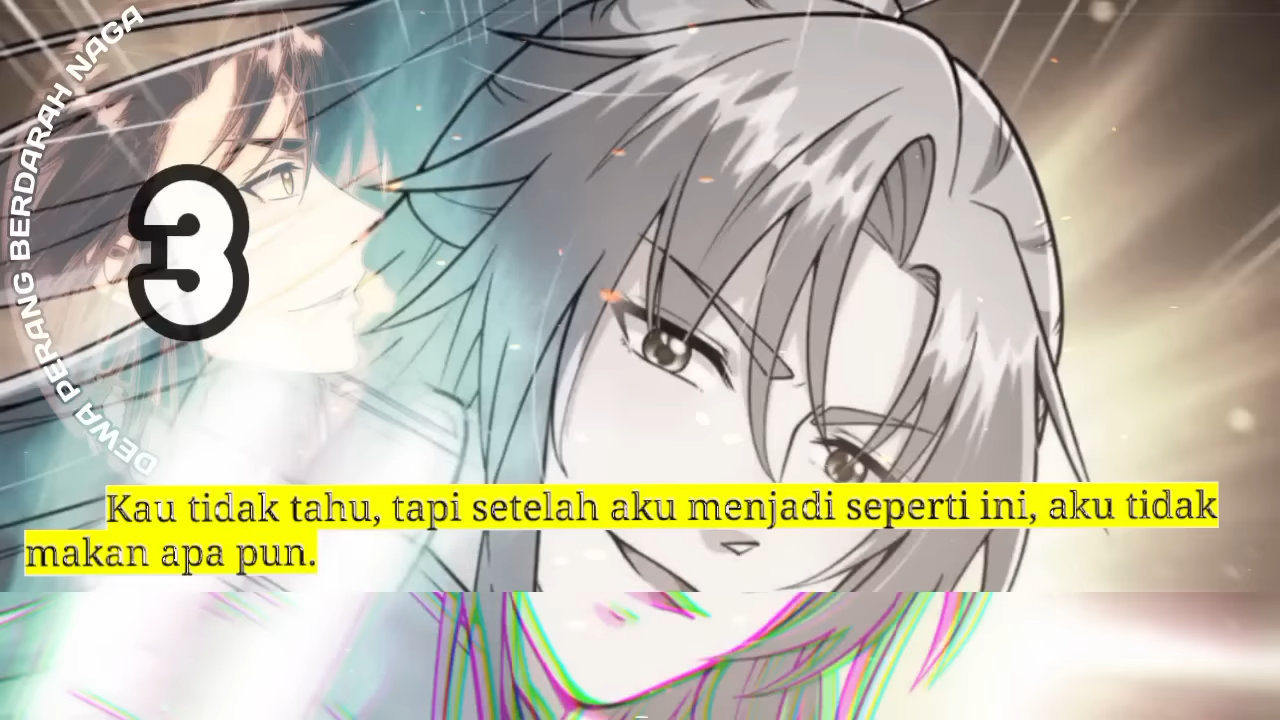 DEWA PERANG BERDARAH NAGA
3
Kau tidak tahu, tapi setelah aku menjadi seperti ini, aku tidak
makan apa pun.